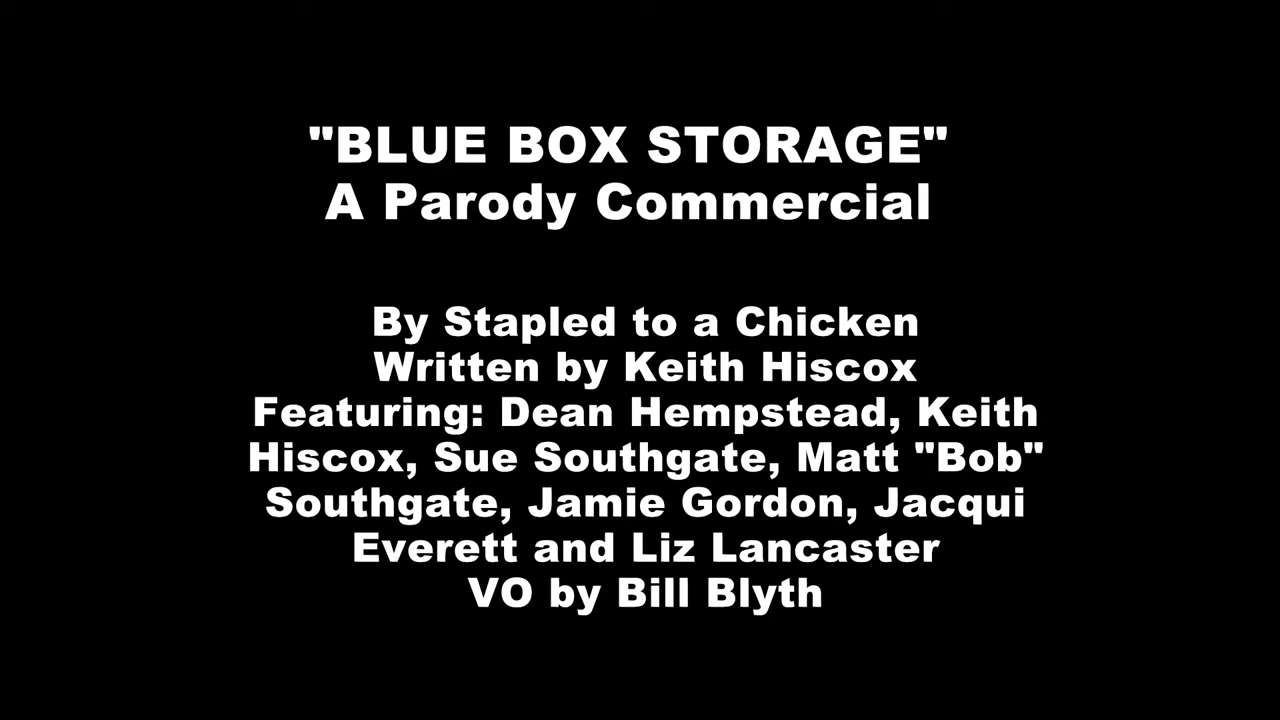 "BLUE BOX STORAGE"
A Parody Commercial
By Stapled to a Chicken
Written by Keith Hiscox
Featuring: Dean Hempstead, Keith
Hiscox, Sue Southgate, Matt "Bob"
Southgate, Jamie Gordon, Jacqui
Everett and Liz Lancaster
VO by Bill Blyth